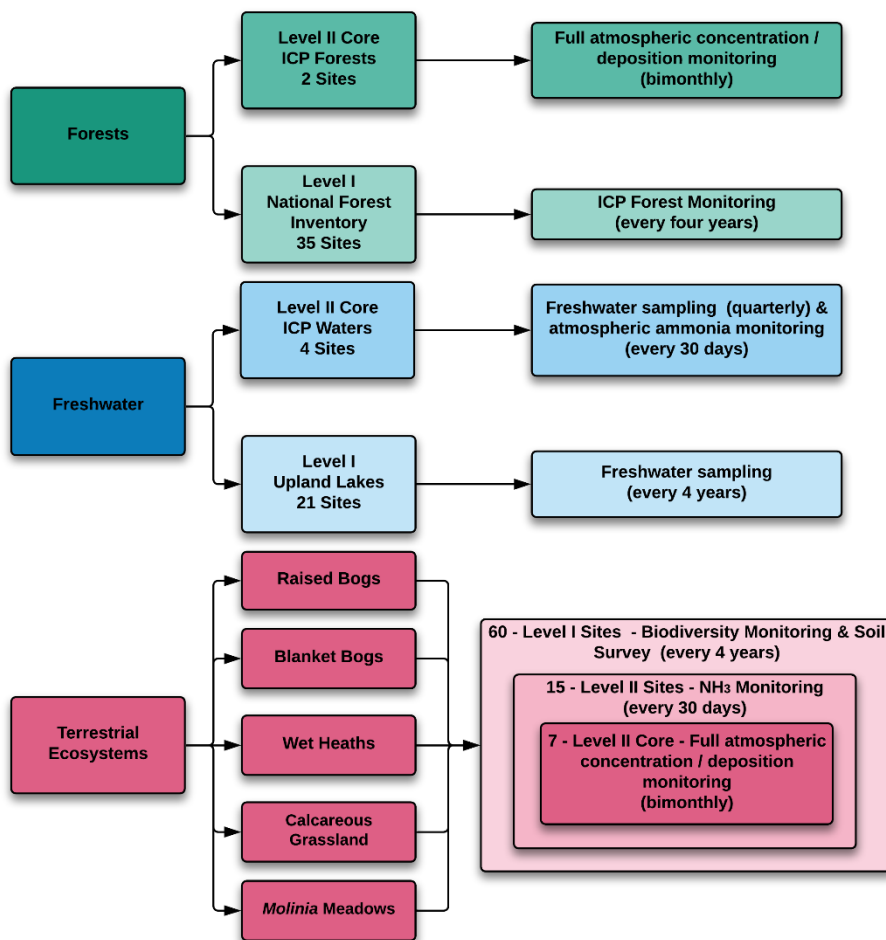 Forests
Level II Core
ICP Forests
2 Sites
Full atmospheric concentration /
deposition monitoring
(bimonthly)
Level I
National Forest
Inventory
35 Sites
ICP Forest Monitoring
(every four years)
Freshwater
Level II Core
ICP Waters
4 Sites
Freshwater sampling (quarterly) &
atmospheric ammonia monitoring
(every 30 days)
Level I
Upland Lakes
21 Sites
Freshwater sampling
(every 4 years)
Terrestrial
Ecosystems
Raised Bogs
Blanket Bogs
Wet Heaths
Calcareous
Grassland
Molinia Meadows
60 - Level I Sites - Biodiversity Monitoring & Soil
Survey (every 4 years)
15 - Level II Sites - NH₃ Monitoring
(every 30 days)
7 - Level II Core - Full atmospheric
concentration / deposition
monitoring
(bimonthly)